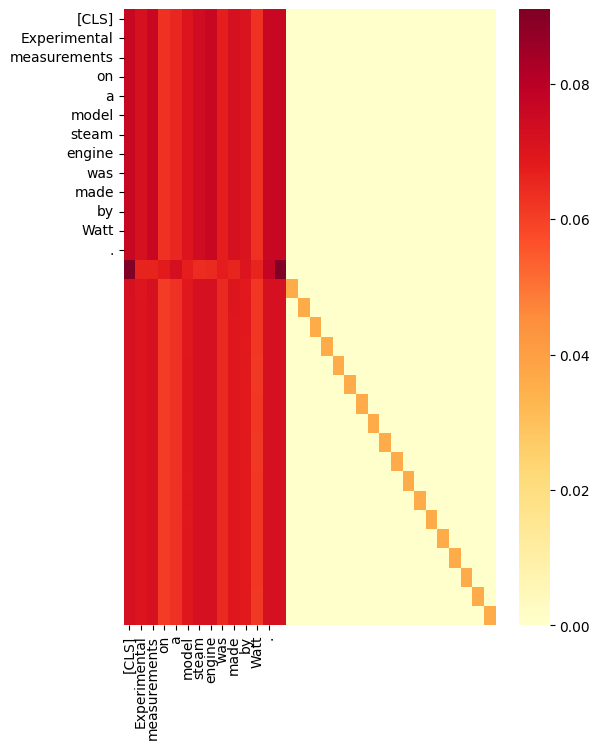 [CLS]
Experimental
measurements
on
a
model
steam
engine
was
made
by
Watt
.
0.08
0.06
0.04
0.02
0.00
[CLS]
Experimental
measurements
on
a
model
steam
engine
was
made
by
Watt
.